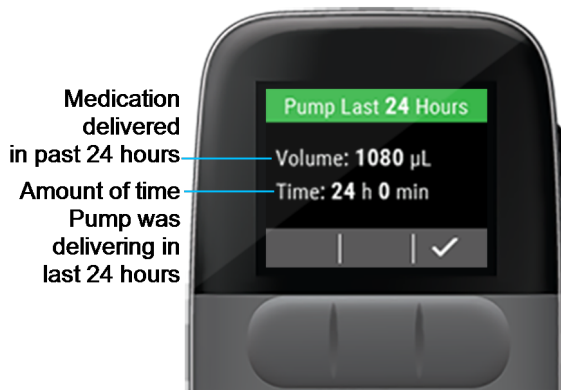 Medication
delivered
in past 24 hours
Amount of time
Pump was
delivering in
last 24 hours
Pump Last 24 Hours
Volume: 1080 µL
Time: 24 h 0 min